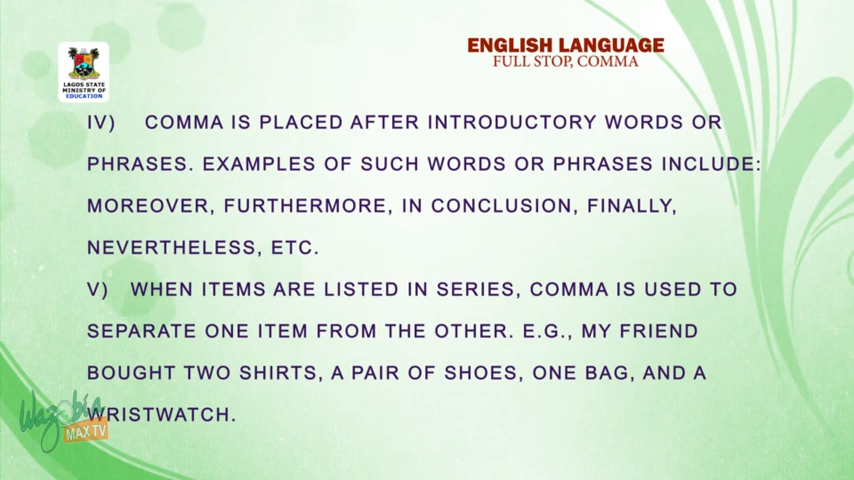 ENGLISH LANGUAGE
FULL STOP, COMMA
LAGOS STATE
MINISTRY OF
EDUCATION
IV) COMMA IS PLACED AFTER INTRODUCTORY WORDS OR
PHRASES. EXAMPLES OF SUCH WORDS OR PHRASES INCLUDE:
MOREOVER, FURTHERMORE, IN CONCLUSION, FINALLY,
NEVERTHELESS, ETC.
V) WHEN ITEMS ARE LISTED IN SERIES, COMMA IS USED TO
SEPARATE ONE ITEM FROM THE OTHER. E.G., MY FRIEND
BOUGHT TWO SHIRTS, A PAIR OF SHOES, ONE BAG, AND A
WRISTWATCH.
Wazobia
MAX TV